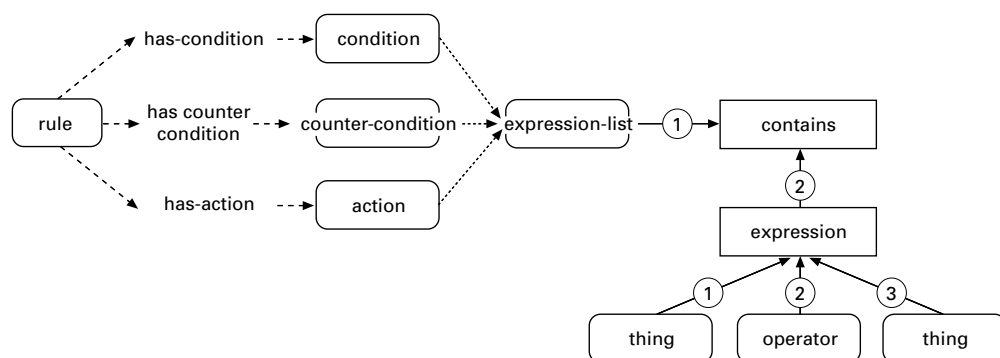 has-condition
condition
rule
has counter
condition
counter-condition
expression-list
1
contains
2
has-action
action
expression
1
2
3
thing
operator
thing